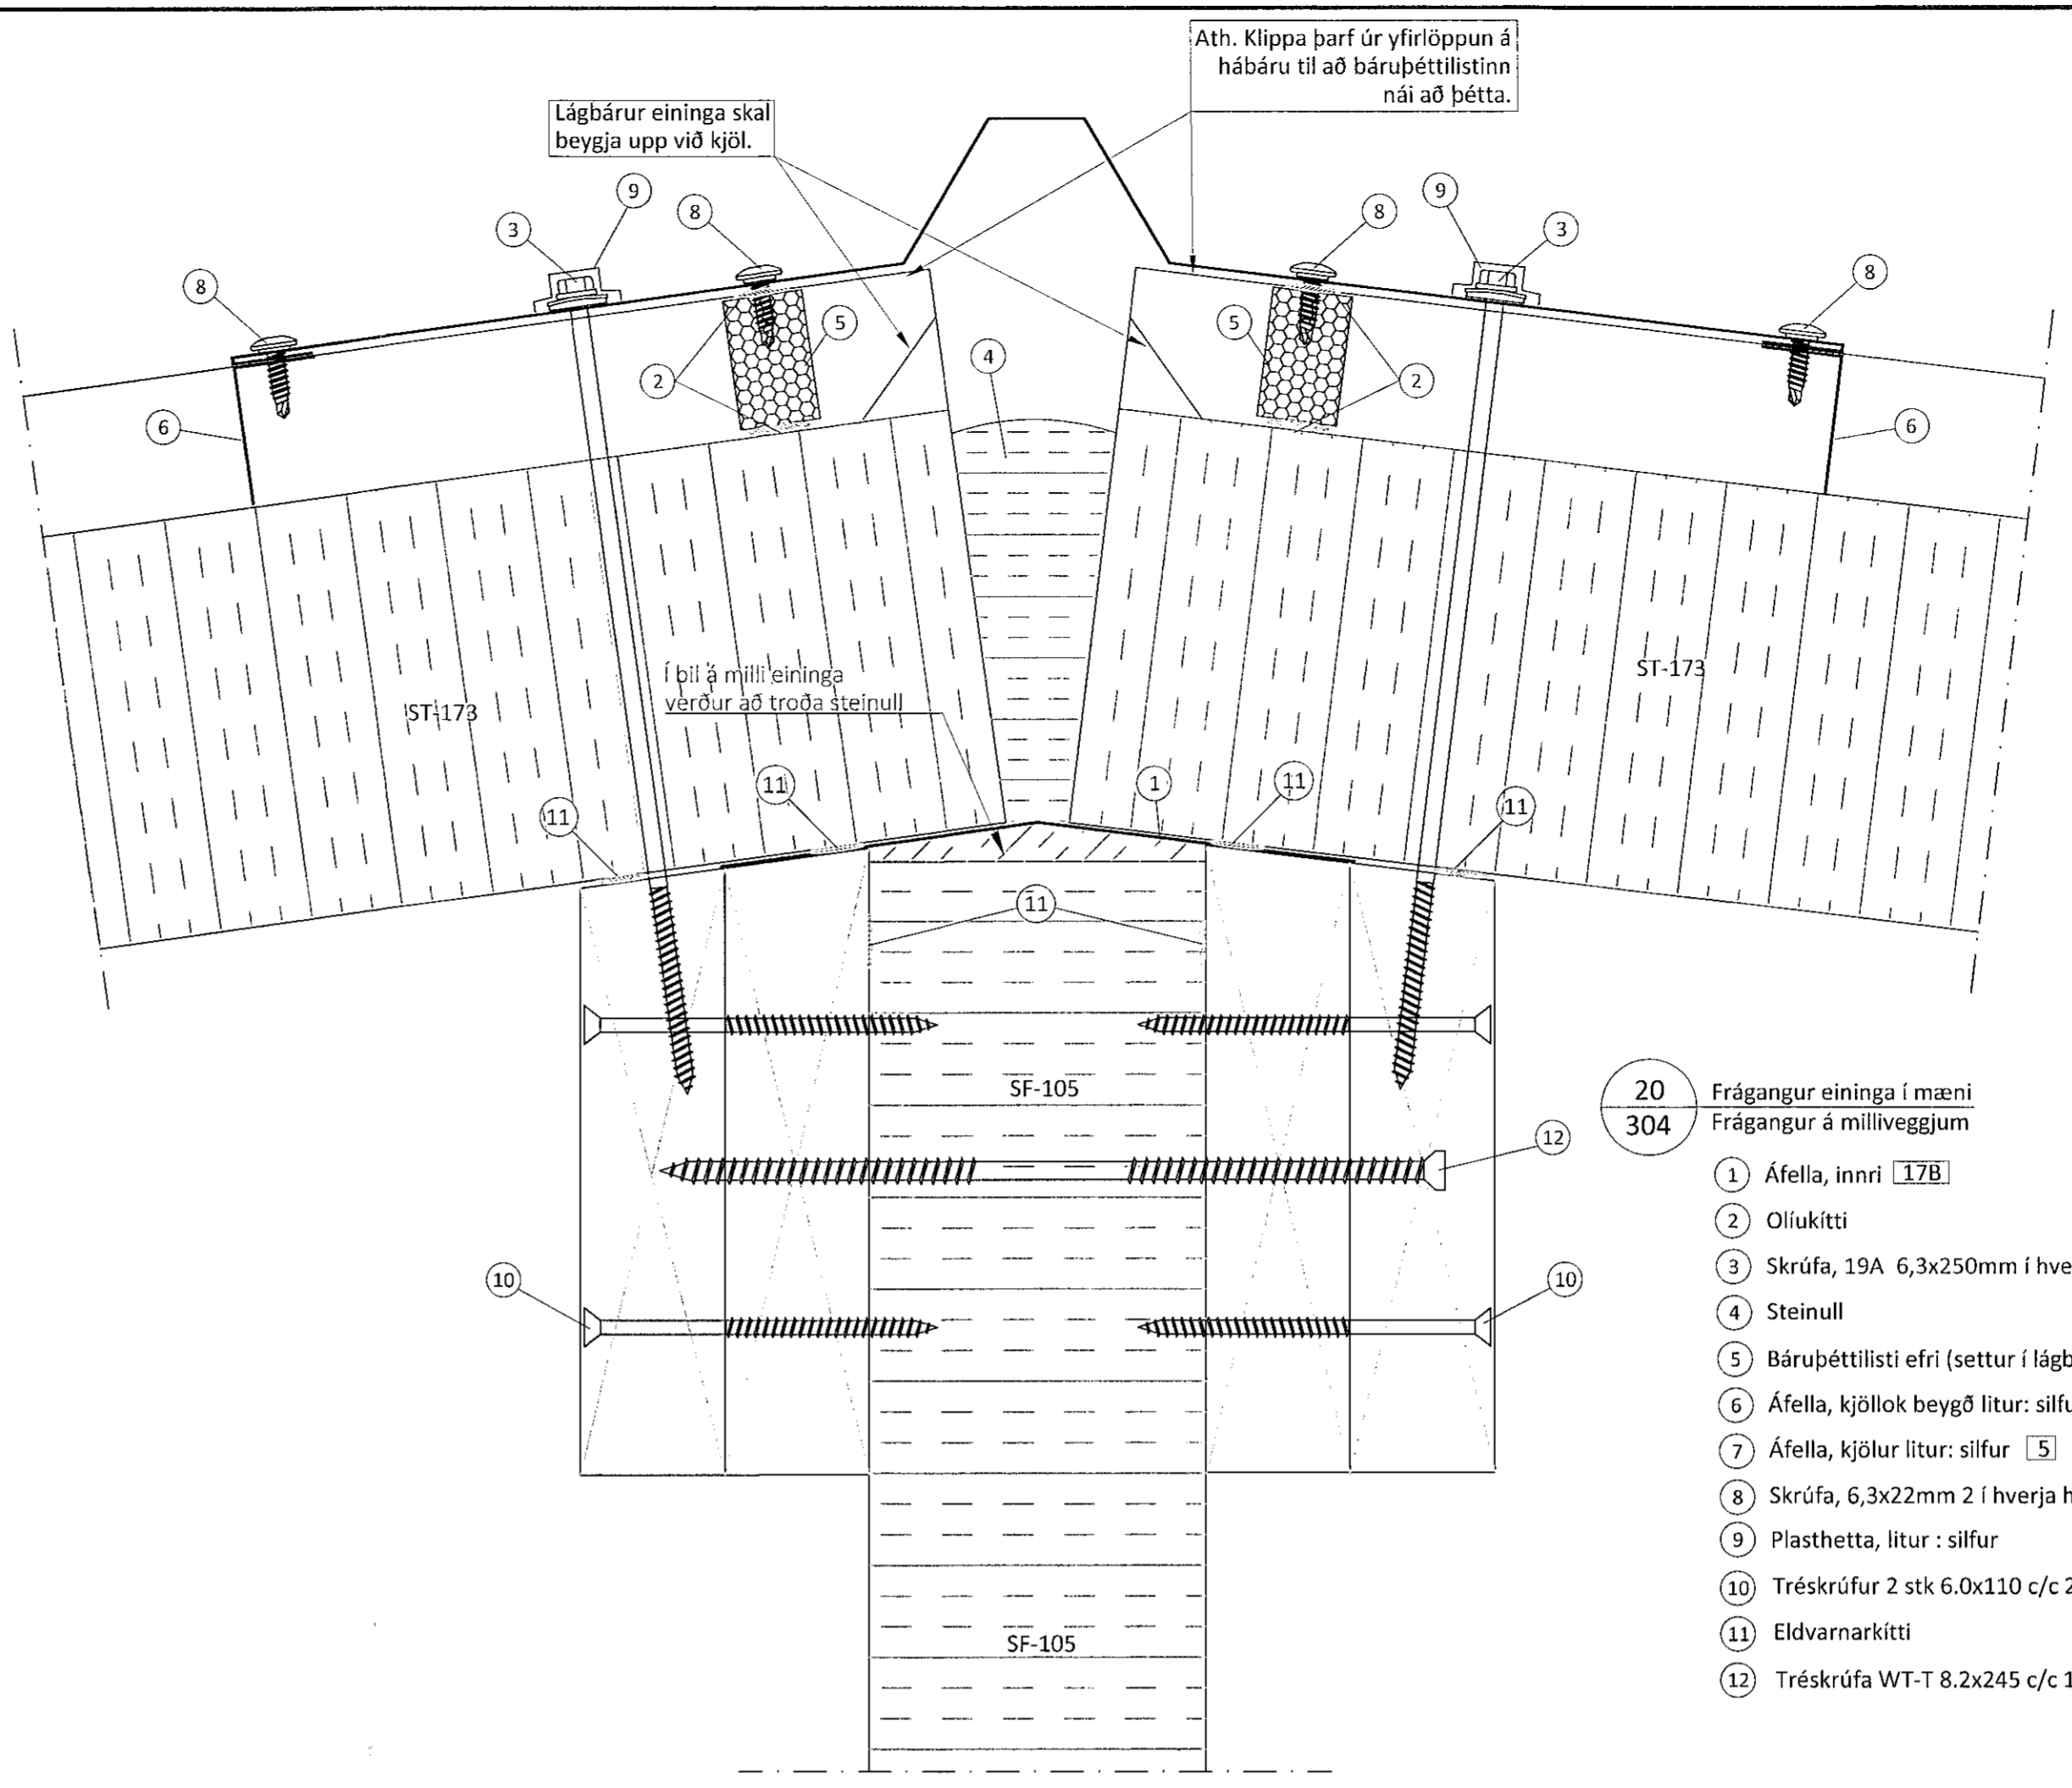 Ath. Klippa þarf úr yfirlöppun á
hábáru til að báruþéttilistinn
nái að þétta.
Lágbárur eininga skal
beygja upp við kjöl.
9
9
8
8
3
3
8
8
5
5
4
2
2
6
6
Í bil á milli eininga
verður að troða steinull
ST-173
ST-173
11
11
1
11
11
11
SF-105
12
10
10
SF-105
20
304
Frágangur eininga í mæni
Frágangur á milliveggjum
1 Áfella, innri 17B
2 Olíukítti
3 Skrúfa, 19A 6,3x250mm í hve
4 Steinull
5 Báruþéttilisti efri (settur í lágb
6 Áfella, kjöllok beygð litur: silfu
7 Áfella, kjölur litur: silfur 5
8 Skrúfa, 6,3x22mm 2 í hverja h
9 Plasthetta, litur : silfur
10 Tréskrúfur 2 stk 6.0x110 c/c 2
11 Eldvarnarkítti
12 Tréskrúfa WT-T 8.2x245 c/c 1